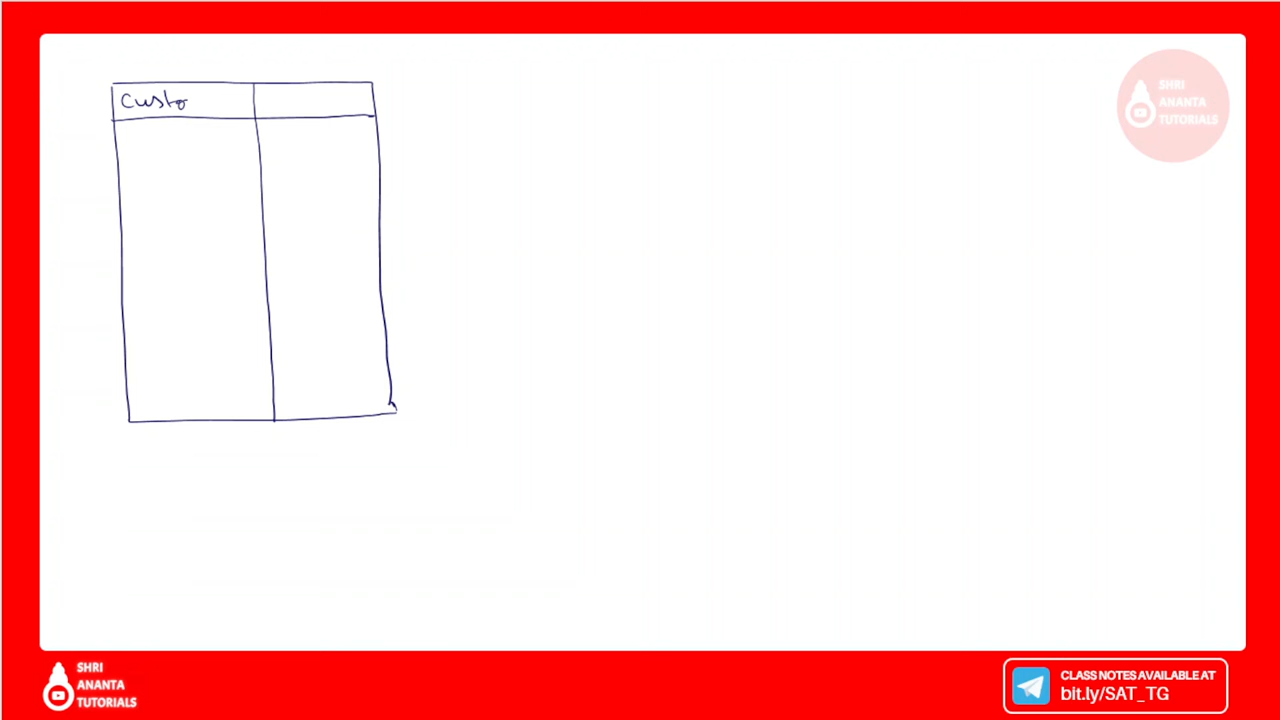 Custo
SHRI
ANANTA
TUTORIALS
SHRI
ANANTA
TUTORIALS
CLASS NOTES AVAILABLE AT
bit.ly/SAT_TG